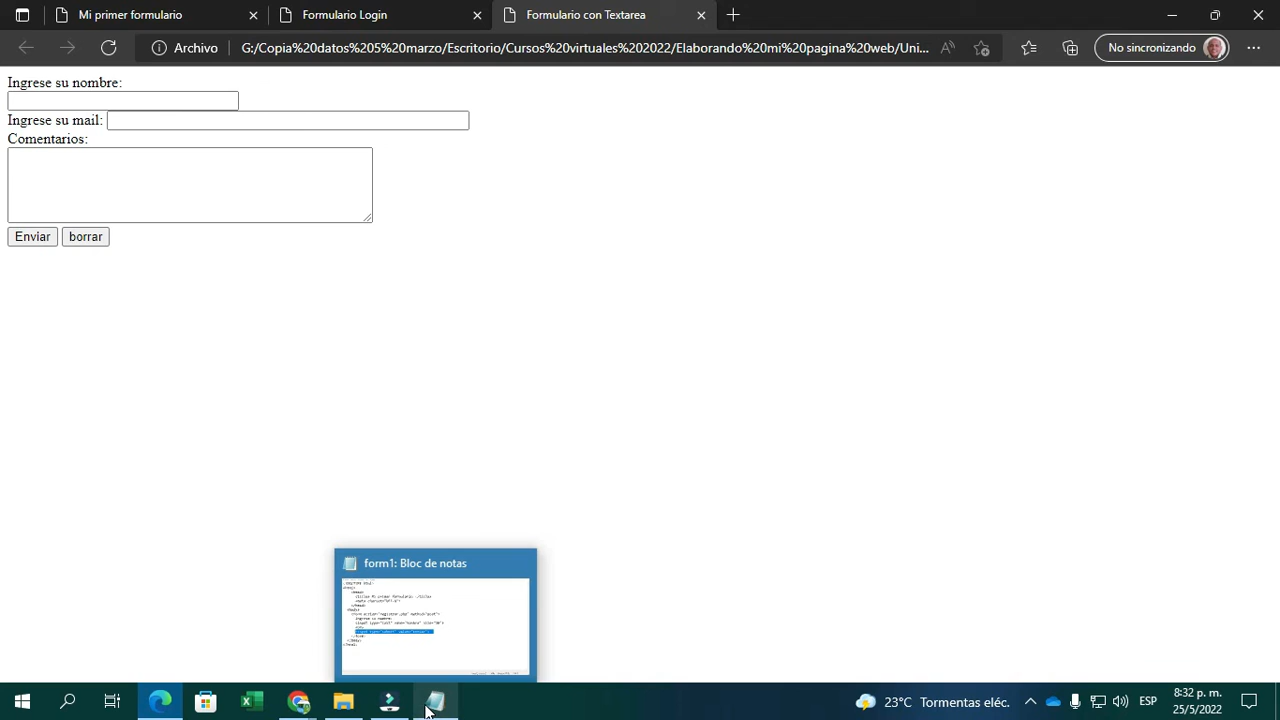 Mi primer formulario
Formulario Login
Formulario con Textarea
Archivo
G:/Copia%20datos%205%20marzo/Escritorio/Cursos%20virtuales%202022/Elaborando%20mi%20pagina%20web/Uni...
No sincronizando
Ingrese su nombre:
Ingrese su mail:
Comentarios:
Enviar
borrar
form1: Bloc de notas
23°C Tormentas eléc.
ESP
8:32 p. m.
25/5/2022